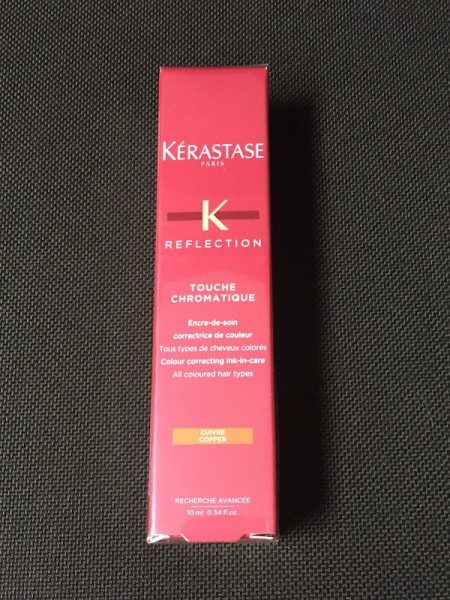 KÉRASTASE
PARIS
K
REFLECTION
TOUCHE
CHROMATIQUE
Encre-de-soin
correctrice de couleur
Tous types de cheveux colorés
Colour correcting ink-in-care
All coloured hair types
CUIVRE
COPPER
RECHERCHE AVANCÉE
10 ml 0.34 fl.oz